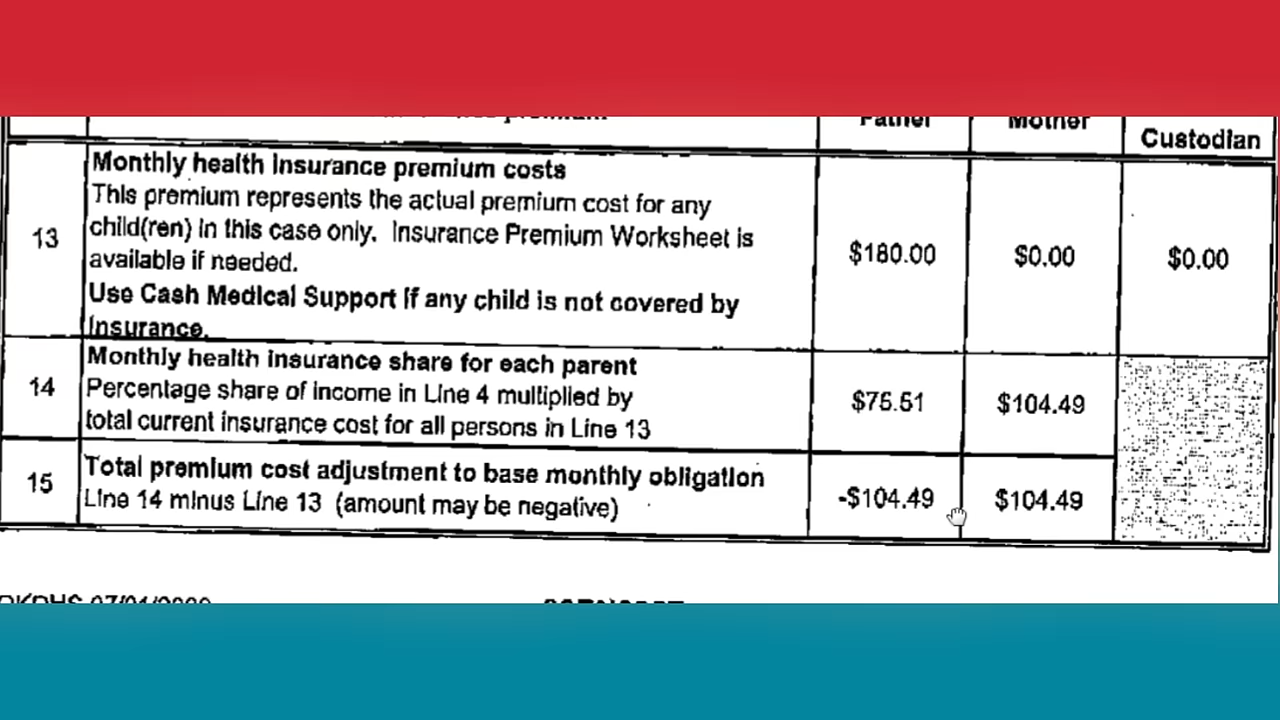 Father Mother Custodian
Monthly health insurance premium costs
This premium represents the actual premium cost for any
child(ren) in this case only. Insurance Premium Worksheet is
13 $180.00 $0.00 $0.00
available if needed.
Use Cash Medical Support if any child is not covered by
insurance.
Monthly health insurance share for each parent
14 Percentage share of income in Line 4 multiplied by $75.51 $104.49
total current insurance cost for all persons in Line 13
Total premium cost adjustment to base monthly obligation
15 Line 14 minus Line 13 (amount may be negative) -$104.49 $104.49